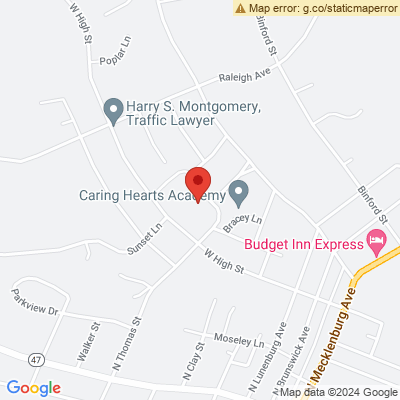 Map error: g.co/staticmaperror
W High St
Poplar Ln
Binford St
Raleigh Ave
Harry S. Montgomery,
Traffic Lawyer
Caring Hearts Academy
Binford St
Bracey Ln
Sunset Ln
Budget Inn Express
W High St
Parkview Dr
Walker St
N Thomas St
N Clay St
Moseley Ln
N Lunenburg Ave
N Brunswick Ave
N Mecklenburg Ave
47
Google
Map data ©2024 Google